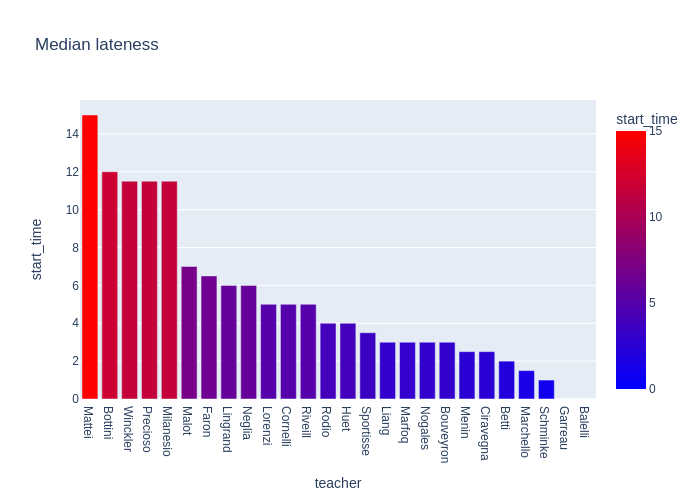 Median lateness
start_time
14
12
10
8
6
4
2
0
start_time
15
10
5
0
Mattei
Bottini
Winckler
Precioso
Milanesio
Malot
Faron
Lingrand
Neglia
Lorenzi
Cornelli
Riveill
Rodio
Huet
Sportisse
Liang
Marfoq
Nogales
Bouveyron
Menin
Ciravegna
Betti
Marchello
Schminke
Garreau
Balelli
teacher